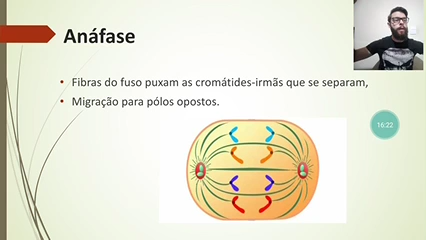 Anáfase
Fibras do fuso puxam as cromátides-irmãs que se separam,
Migração para pólos opostos.
16:22